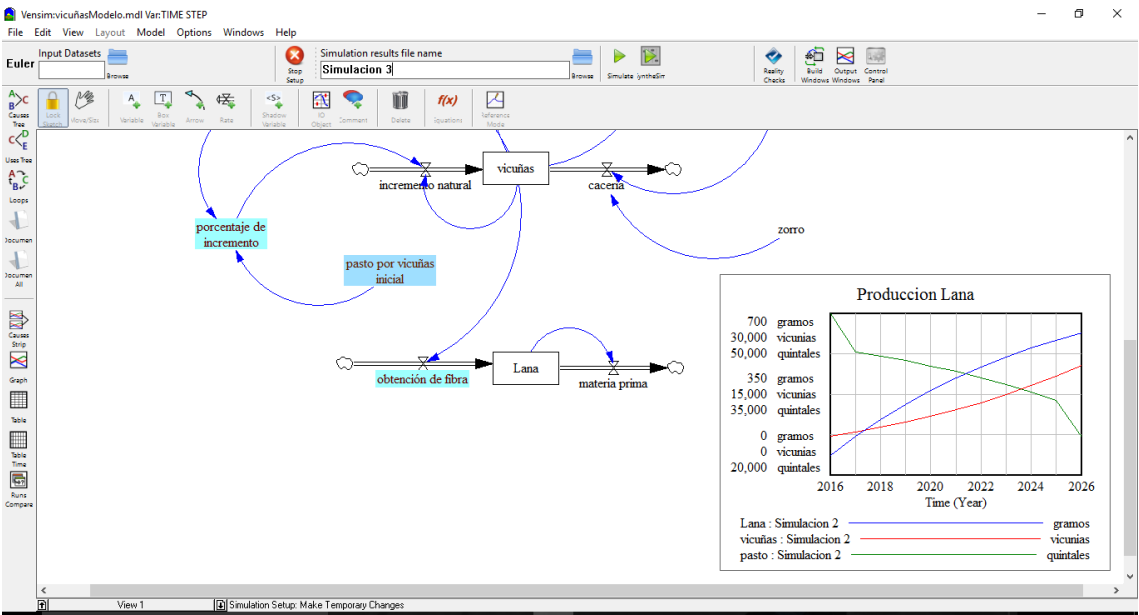 Vensim:vicuñasModelo.mdl Var:TIME STEP
File Edit View Layout Model Options Windows Help
Euler
Input Datasets
Browse
Stop
Setup
Simulation results file name
Simulacion 3
Browse
Simulate
Reality
Checks
Build
Windows
Output
Windows
Control
Panel
Causes
Tree
Lock
Sketch
Move/Size
Variable
Box
Variable
Arrow
Rate
Shadow
Variable
IO
Object
Comment
Delete
f(x)
Equations
Reference
Mode
Uses Tree
Loops
Documen
Documen
All
Causes
Strip
Graph
Table
Table
Time
Runs
Compare
vicuñas
incremento natural
caceria
porcentaje de
incremento
zorro
pasto por vicuñas
inicial
Lana
obtención de fibra
materia prima
Produccion Lana
700 gramos
30,000 vicunias
50,000 quintales
350 gramos
15,000 vicunias
35,000 quintales
0 gramos
0 vicunias
20,000 quintales
2016 2018 2020 2022 2024 2026
Time (Year)
Lana : Simulacion 2 gramos
vicuñas : Simulacion 2 vicunias
pasto : Simulacion 2 quintales
View 1
Simulation Setup: Make Temporary Changes